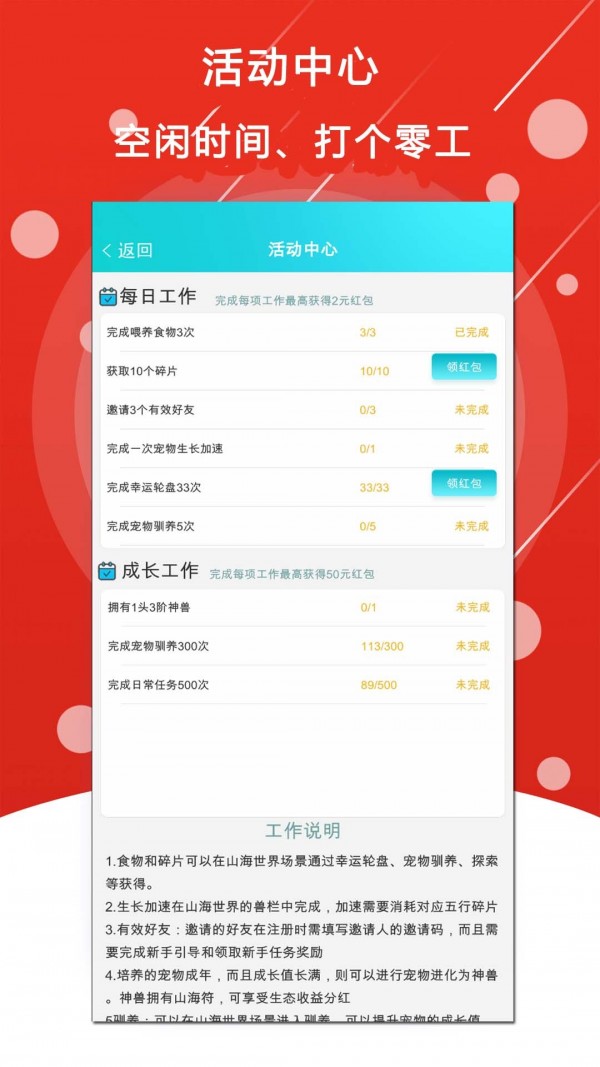 活动中心
空闲时间、打个零工
返回
活动中心
每日工作 完成每项工作最高获得2元红包
完成喂养食物3次 3/3 已完成
获取10个碎片 10/10 领红包
邀请3个有效好友 0/3 未完成
完成一次宠物生长加速 0/1 未完成
完成幸运轮盘33次 33/33 领红包
完成宠物驯养5次 0/5 未完成
成长工作 完成每项工作最高获得50元红包
拥有1头3阶神兽 0/1 未完成
完成宠物驯养300次 113/300 未完成
完成日常任务500次 89/500 未完成
工作说明
1.食物和碎片可以在山海世界场景通过幸运轮盘、宠物驯养、探索
等获得。
2.生长加速在山海世界的兽栏中完成，加速需要消耗对应五行碎片
3.有效好友：邀请的好友在注册时需填写邀请人的邀请码，而且需
要完成新手引导和领取新手任务奖励
4.培养的宠物成年，而且成长值长满，则可以进行宠物进化为神兽
。神兽拥有山海符，可享受生态收益分红
5驯养：可以在山海世界场景进入驯养，可以提升宠物的成长值